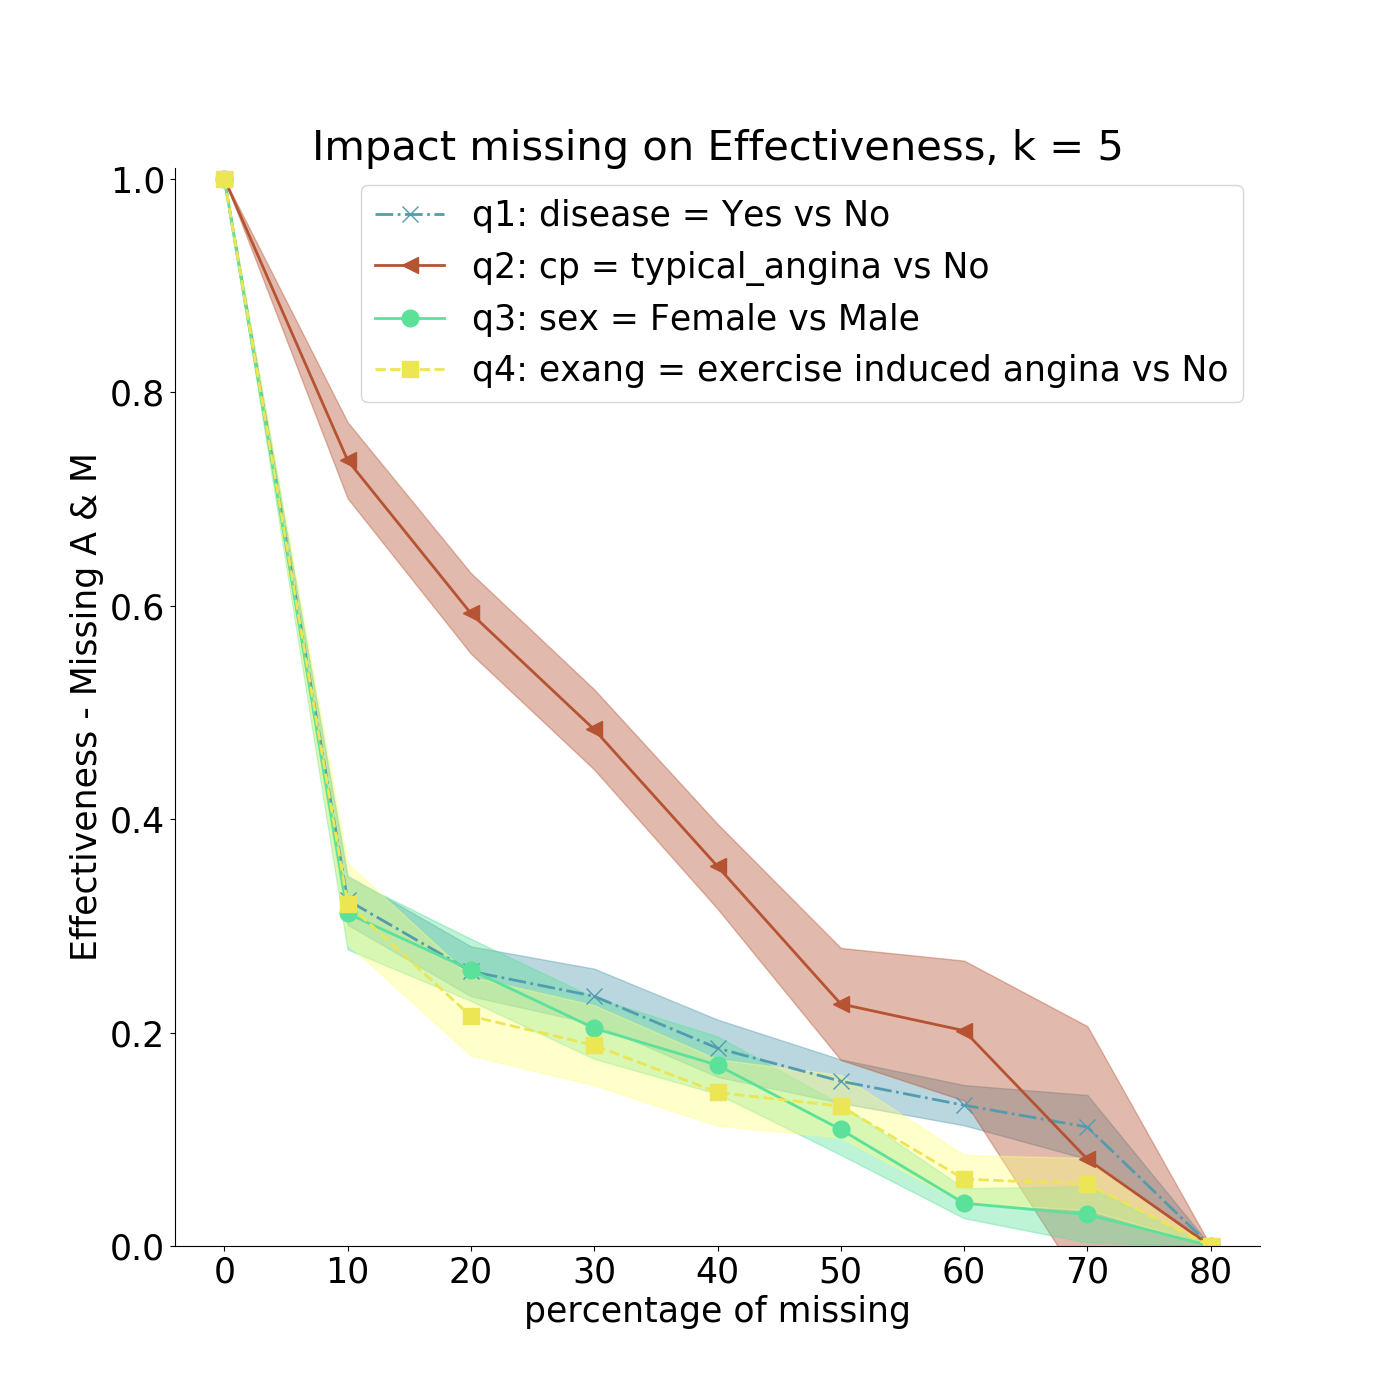 Impact missing on Effectiveness, k = 5
q1: disease = Yes vs No
q2: cp = typical_angina vs No
q3: sex = Female vs Male
q4: exang = exercise induced angina vs No
Effectiveness - Missing A & M
1.0
0.8
0.6
0.4
0.2
0.0
0 10 20 30 40 50 60 70 80
percentage of missing